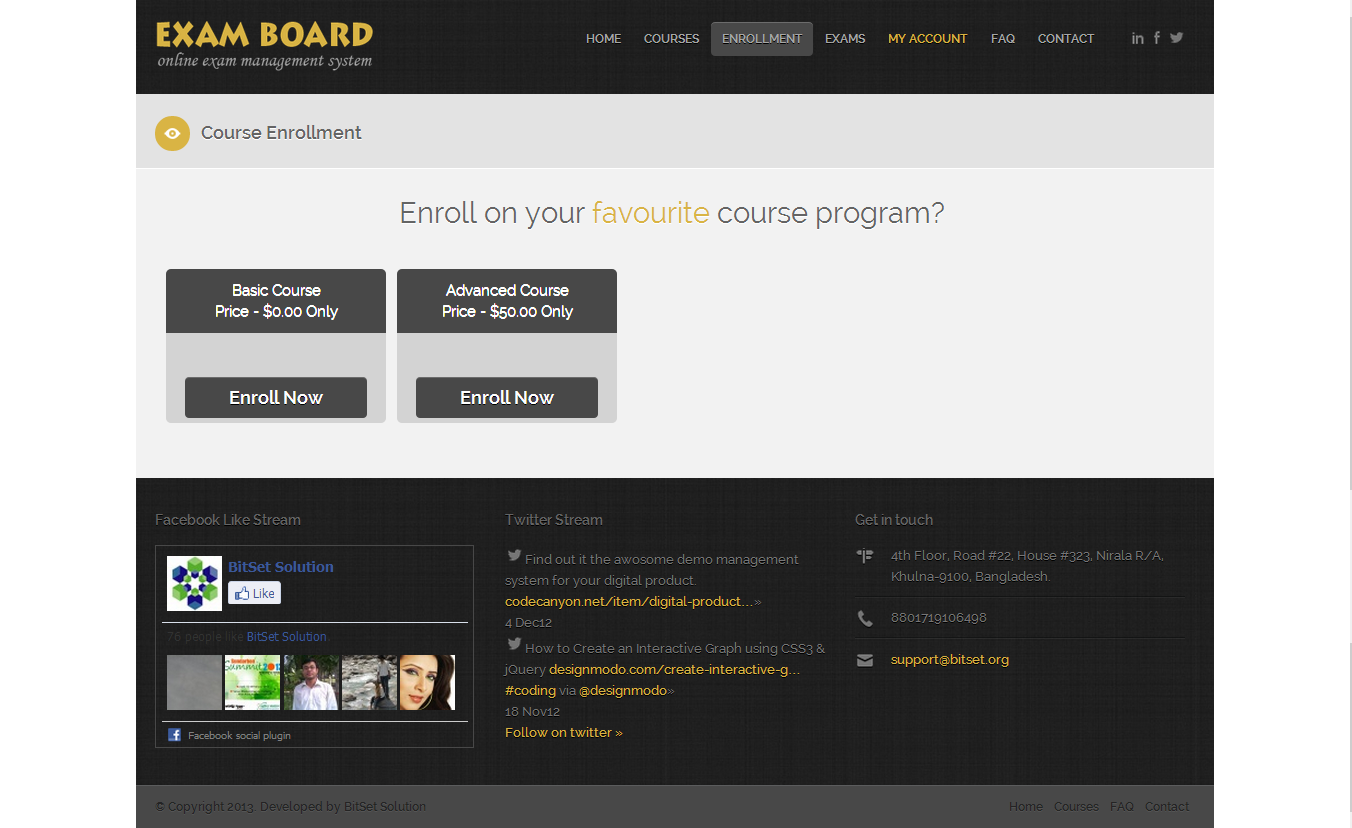 EXAM BOARD
online exam management system
HOME COURSES ENROLLMENT EXAMS MY ACCOUNT FAQ CONTACT
Course Enrollment
Enroll on your favourite course program?
Basic Course
Price - $0.00 Only
Enroll Now
Advanced Course
Price - $50.00 Only
Enroll Now
Facebook Like Stream
BitSet Solution
Like
76 people like BitSet Solution.
Facebook social plugin
Twitter Stream
Find out it the awosome demo management
system for your digital product.
codecanyon.net/item/digital-product…»
4 Dec12
How to Create an Interactive Graph using CSS3 &
jQuery designmodo.com/create-interactive-g…
#coding via @designmodo»
18 Nov12
Follow on twitter »
Get in touch
4th Floor, Road #22, House #323, Nirala R/A,
Khulna-9100, Bangladesh.
8801719106498
support@bitset.org
© Copyright 2013. Developed by BitSet Solution
Home Courses FAQ Contact